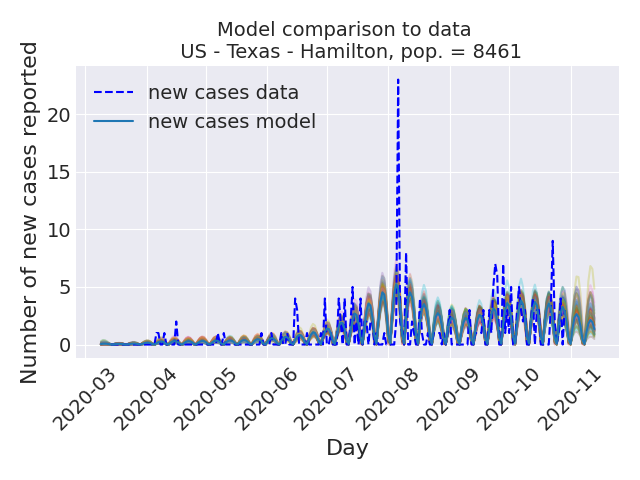 Model comparison to data
US - Texas - Hamilton, pop. = 8461
new cases data
new cases model
Number of new cases reported
20
15
10
5
0
2020-03
2020-04
2020-05
2020-06
2020-07
2020-08
2020-09
2020-10
2020-11
Day